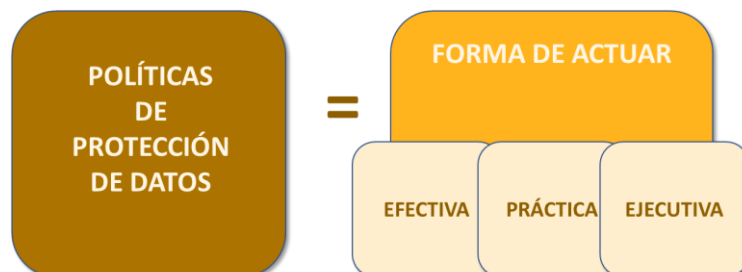 POLÍTICAS
DE
PROTECCIÓN
DE DATOS
=
FORMA DE ACTUAR
EFECTIVA
PRÁCTICA
EJECUTIVA